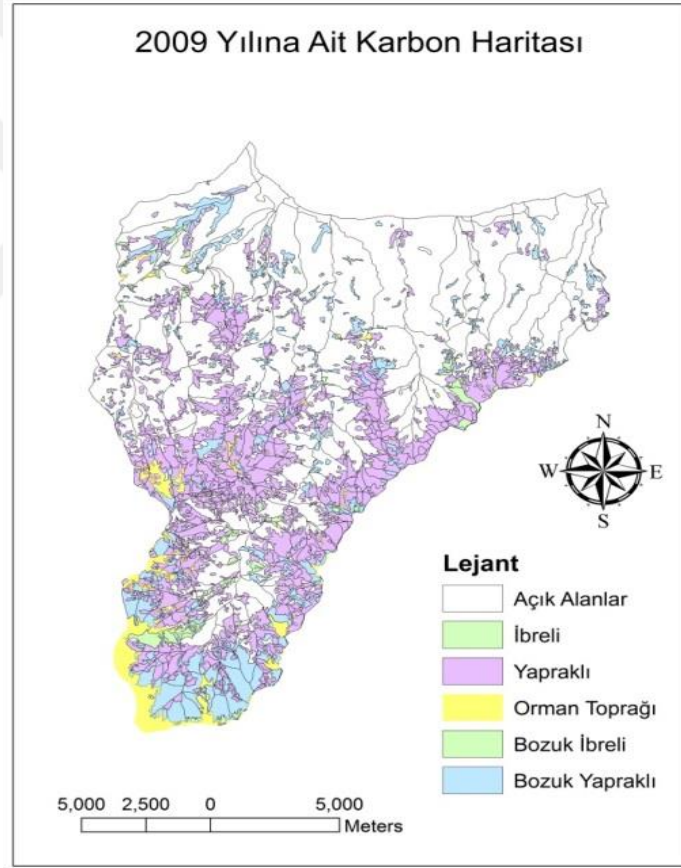 2009 Yılına Ait Karbon Haritası
N
W E
S
Lejant
Açık Alanlar
İbreli
Yapraklı
Orman Toprağı
Bozuk İbreli
Bozuk Yapraklı
5,000 2,500 0 5,000
Meters